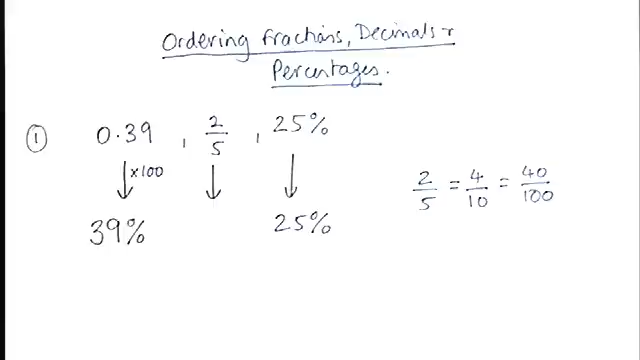 Ordering Fractions, Decimals +
Percentages.
① 0.39 , 2/5 , 25%
×100
39% 25%
2/5 = 4/10 = 40/100